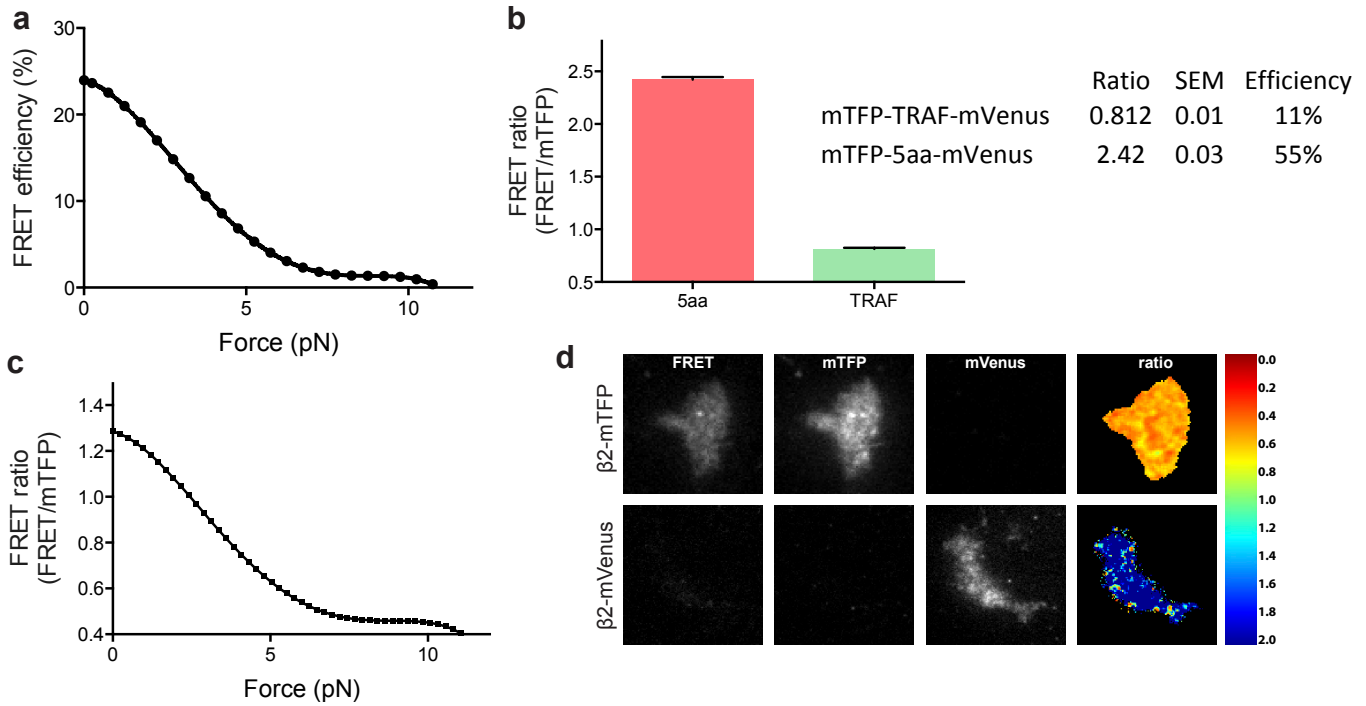 a
FRET efficiency (%)
30
20
10
0
0 5 10
Force (pN)
b
FRET ratio
(FRET/mTFP)
2.5
2.0
1.5
1.0
0.5
5aa TRAF
Ratio SEM Efficiency
mTFP-TRAF-mVenus 0.812 0.01 11%
mTFP-5aa-mVenus 2.42 0.03 55%
c
FRET ratio
(FRET/mTFP)
1.4
1.2
1.0
0.8
0.6
0.4
0 5 10
Force (pN)
d
FRET mTFP mVenus ratio
β2-mTFP
β2-mVenus
0.0
0.2
0.4
0.6
0.8
1.0
1.2
1.4
1.6
1.8
2.0